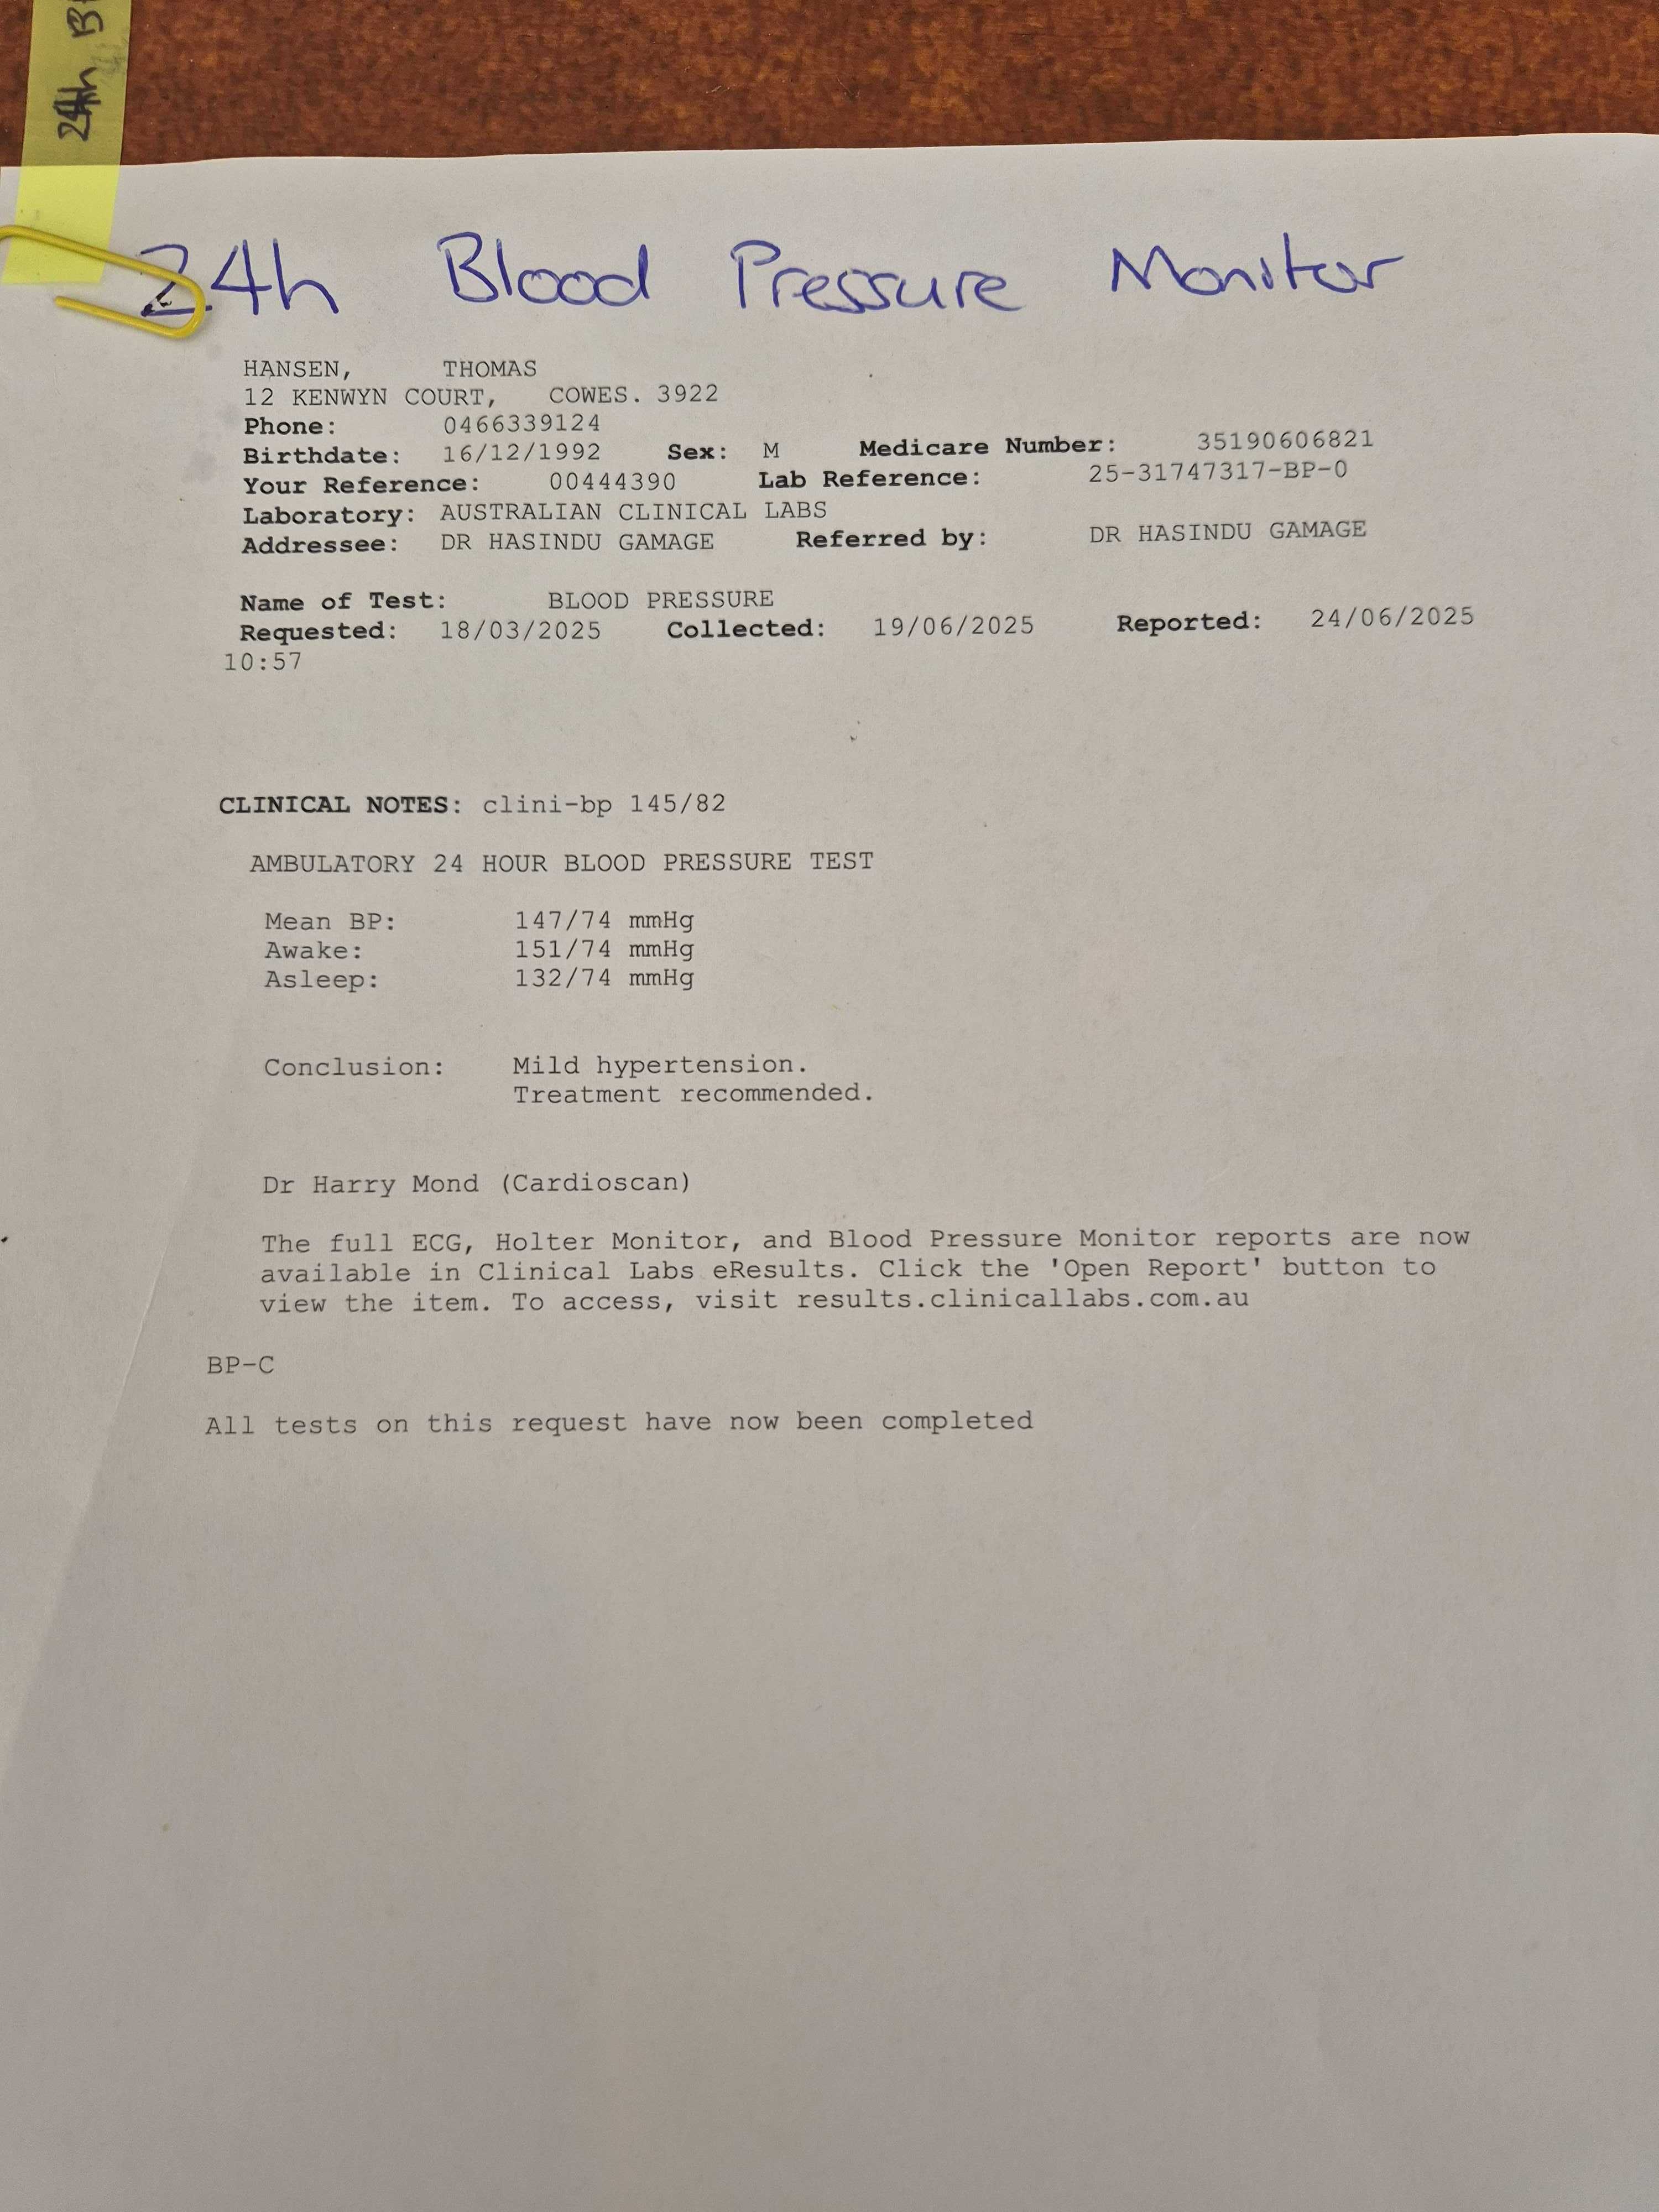 24h B
24h Blood Pressure Monitor
HANSEN, THOMAS
12 KENWYN COURT, COWES. 3922
Phone: 0466339124
Birthdate: 16/12/1992 Sex: M Medicare Number: 35190606821
Your Reference: 00444390 Lab Reference: 25-31747317-BP-0
Laboratory: AUSTRALIAN CLINICAL LABS
Addressee: DR HASINDU GAMAGE Referred by: DR HASINDU GAMAGE
Name of Test: BLOOD PRESSURE
Requested: 18/03/2025 Collected: 19/06/2025 Reported: 24/06/2025
10:57
CLINICAL NOTES: clini-bp 145/82
AMBULATORY 24 HOUR BLOOD PRESSURE TEST
Mean BP: 147/74 mmHg
Awake: 151/74 mmHg
Asleep: 132/74 mmHg
Conclusion: Mild hypertension.
Treatment recommended.
Dr Harry Mond (Cardioscan)
The full ECG, Holter Monitor, and Blood Pressure Monitor reports are now
available in Clinical Labs eResults. Click the 'Open Report' button to
view the item. To access, visit results.clinicallabs.com.au
BP-C
All tests on this request have now been completed